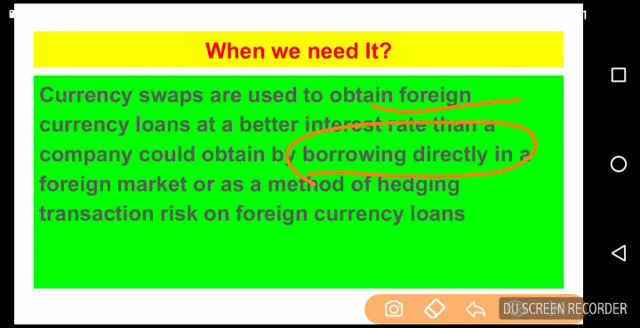 When we need It?
Currency swaps are used to obtain foreign
currency loans at a better interest rate than a
company could obtain by borrowing directly in a
foreign market or as a method of hedging
transaction risk on foreign currency loans
DU SCREEN RECORDER